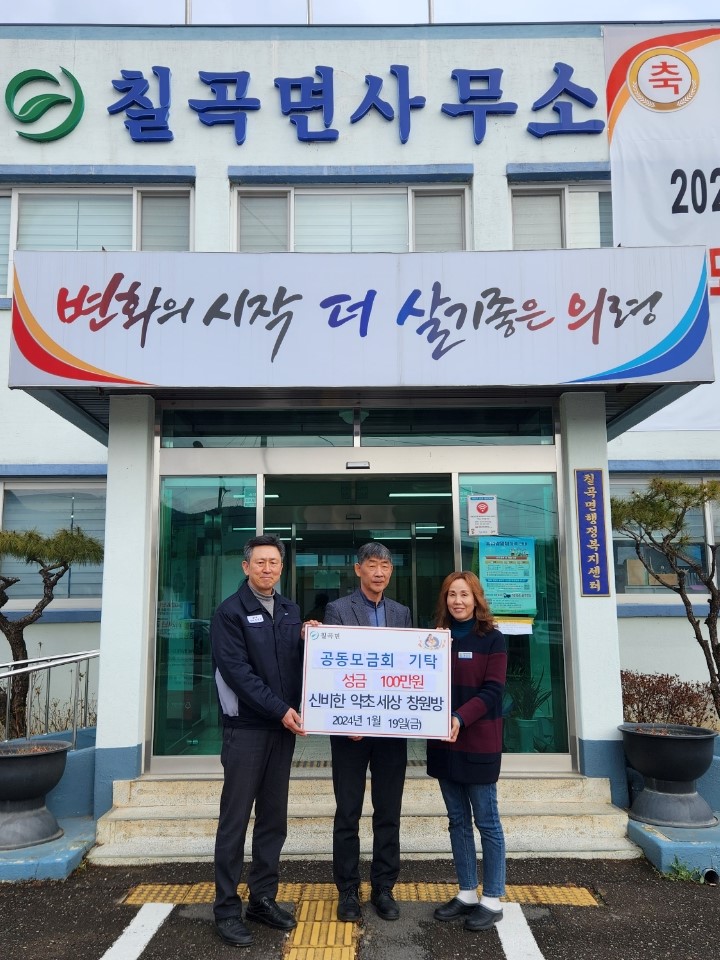 칠곡면사무소
축
202
변화의 시작 더 살기좋은 의령
칠곡면행정복지센터
칠곡면
공동모금회 기탁
성금 100만원
신비한 약초세상 창원방
2024년 1월 19일(금)